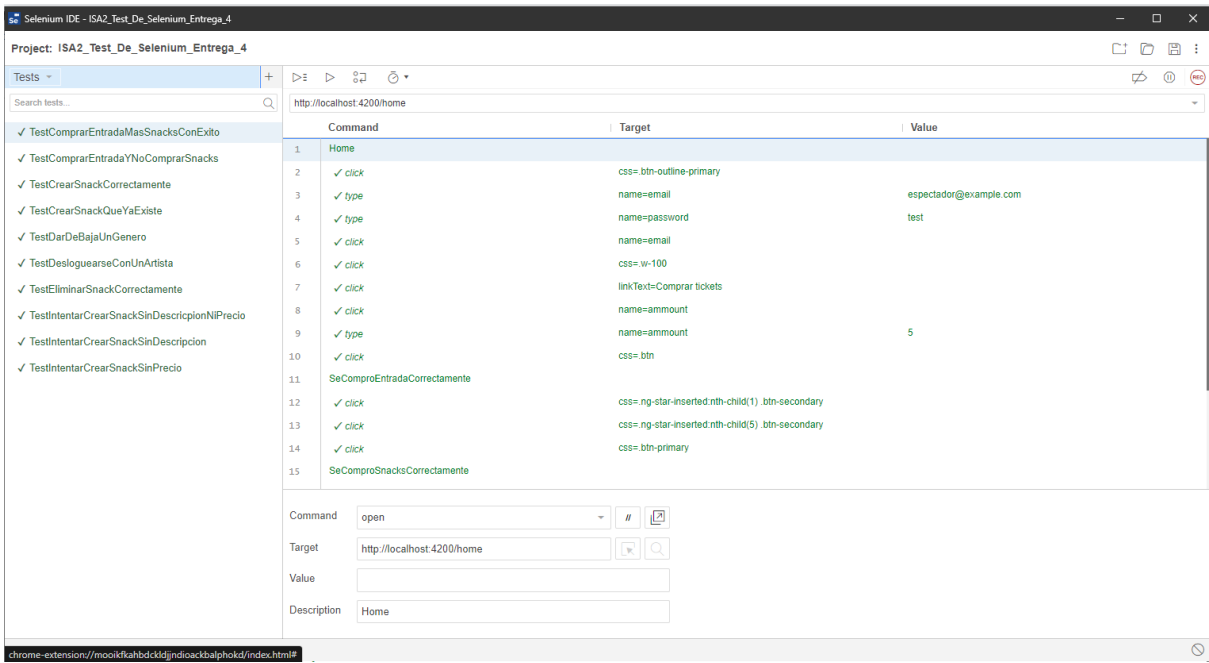 Selenium IDE - ISA2_Test_De_Selenium_Entrega_4
Project: ISA2_Test_De_Selenium_Entrega_4
Tests
Search tests...
✓ TestComprarEntradaMasSnacksConExito
✓ TestComprarEntradaYNoComprarSnacks
✓ TestCrearSnackCorrectamente
✓ TestCrearSnackQueYaExiste
✓ TestDarDeBajaUnGenero
✓ TestDesloguearseConUnArtista
✓ TestEliminarSnackCorrectamente
✓ TestIntentarCrearSnackSinDescricpionNiPrecio
✓ TestIntentarCrearSnackSinDescripcion
✓ TestIntentarCrearSnackSinPrecio
REC
http://localhost:4200/home
Command Target Value
1 Home
2 ✓ click css=.btn-outline-primary
3 ✓ type name=email espectador@example.com
4 ✓ type name=password test
5 ✓ click name=email
6 ✓ click css=.w-100
7 ✓ click linkText=Comprar tickets
8 ✓ click name=ammount
9 ✓ type name=ammount 5
10 ✓ click css=.btn
11 SeComproEntradaCorrectamente
12 ✓ click css=.ng-star-inserted:nth-child(1) .btn-secondary
13 ✓ click css=.ng-star-inserted:nth-child(5) .btn-secondary
14 ✓ click css=.btn-primary
15 SeComproSnacksCorrectamente
Command open //
Target http://localhost:4200/home
Value
Description Home
chrome-extension://mooikfkahbdckldjjndioackbalphokd/index.html#